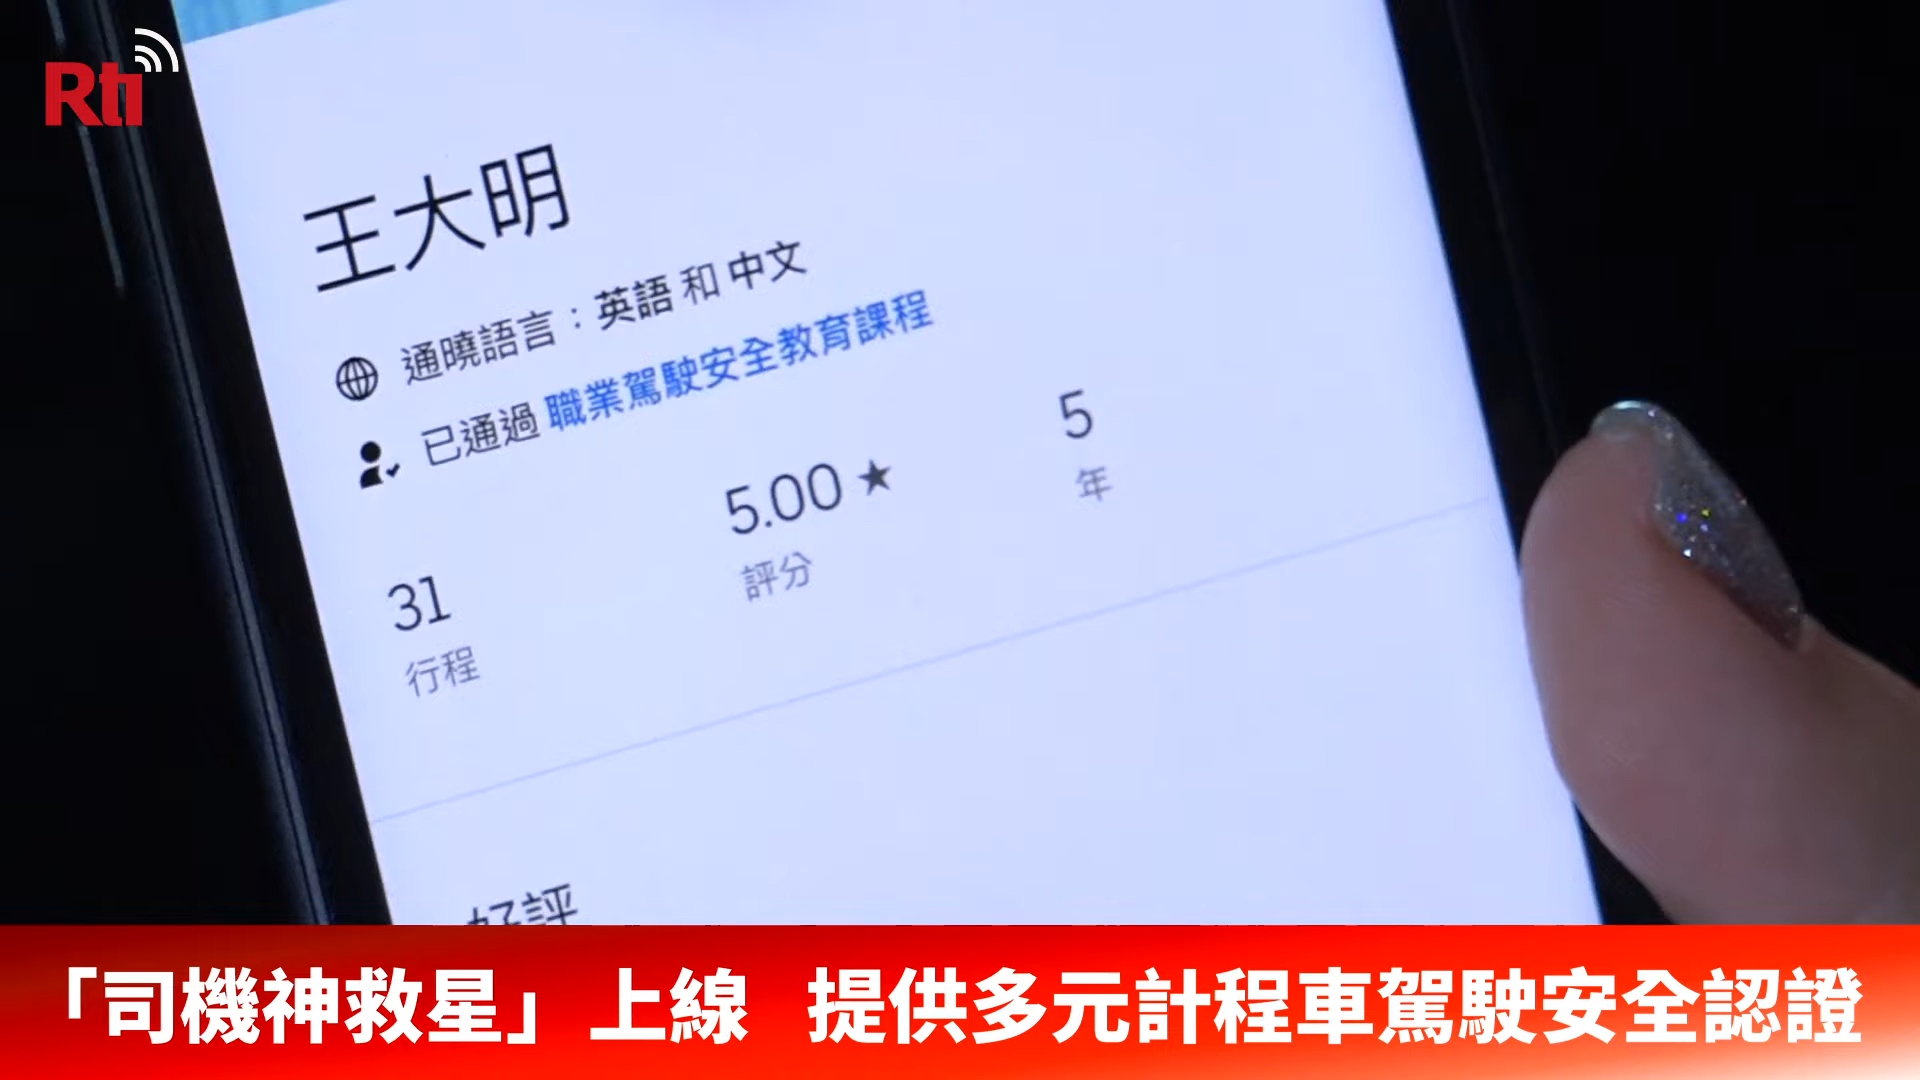 Rti
王大明
通曉語言：英語 和 中文
已通過 職業駕駛安全教育課程
5
年
5.00 ★
評分
31
行程
好評
「司機神救星」上線 提供多元計程車駕駛安全認證